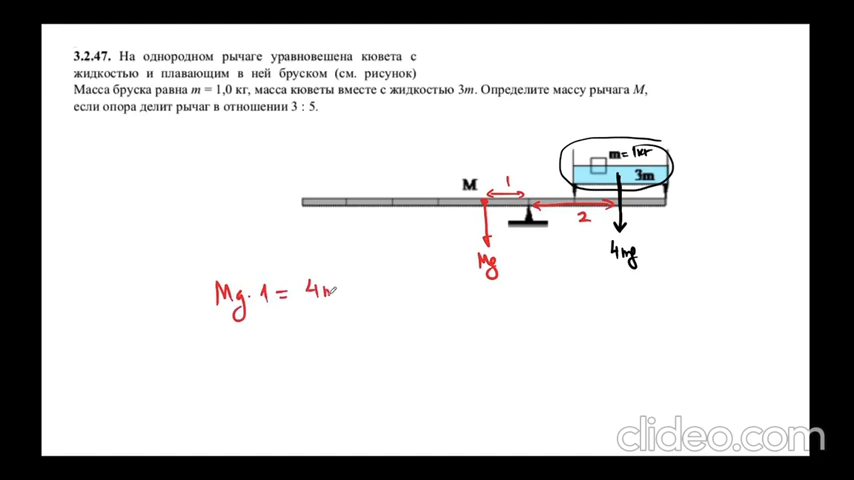 3.2.47. На однородном рычаге уравновешена кювета с
жидкостью и плавающим в ней бруском (см. рисунок)
Масса бруска равна m = 1,0 кг, масса кюветы вместе с жидкостью 3m. Определите массу рычага M,
если опора делит рычаг в отношении 3 : 5.
m = 1кг
M 1 3m
2
Mg 4mg
Mg · 1 = 4m
clideo.com